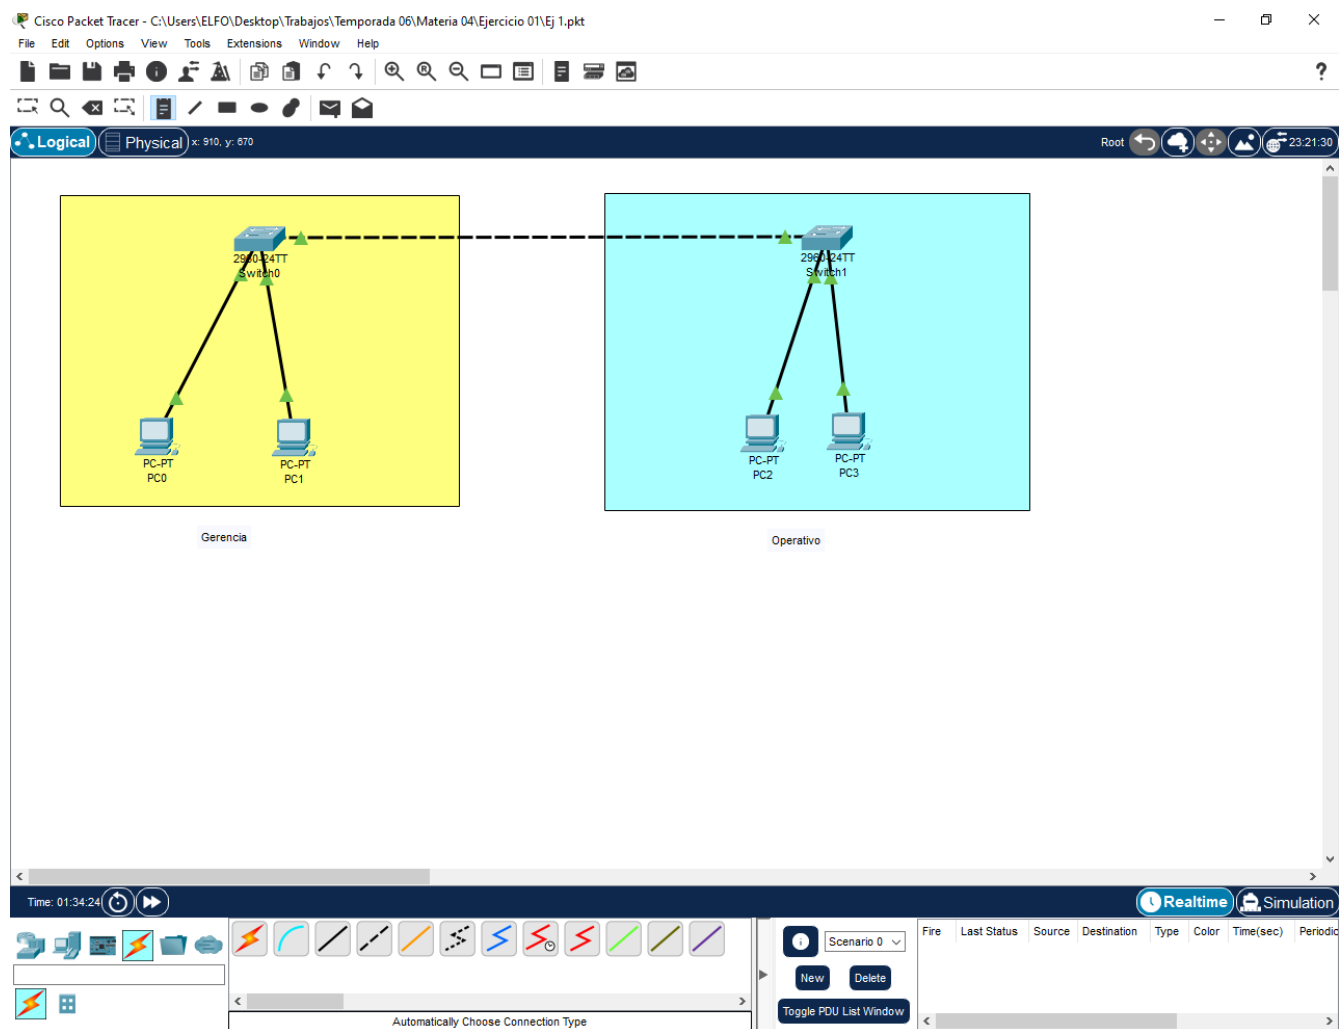 Cisco Packet Tracer - C:\Users\ELFO\Desktop\Trabajos\Temporada 06\Materia 04\Ejercicio 01\Ej 1.pkt
File Edit Options View Tools Extensions Window Help
?
Logical Physical x: 910, y: 670 Root 23:21:30
2960-24TT
Switch0
2960-24TT
Switch1
PC-PT
PC0
PC-PT
PC1
PC-PT
PC2
PC-PT
PC3
Gerencia
Operativo
Time: 01:34:24 Realtime Simulation
Scenario 0
New Delete
Toggle PDU List Window
Fire Last Status Source Destination Type Color Time(sec) Periodic
Automatically Choose Connection Type